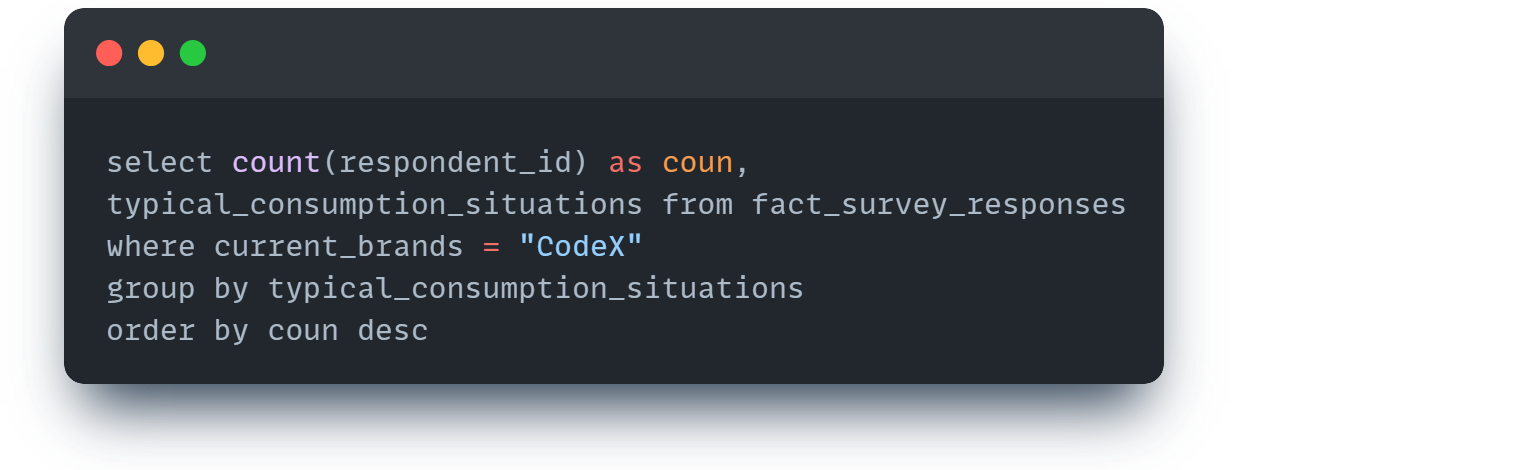 select count(respondent_id) as coun,
typical_consumption_situations from fact_survey_responses
where current_brands = "CodeX"
group by typical_consumption_situations
order by coun desc